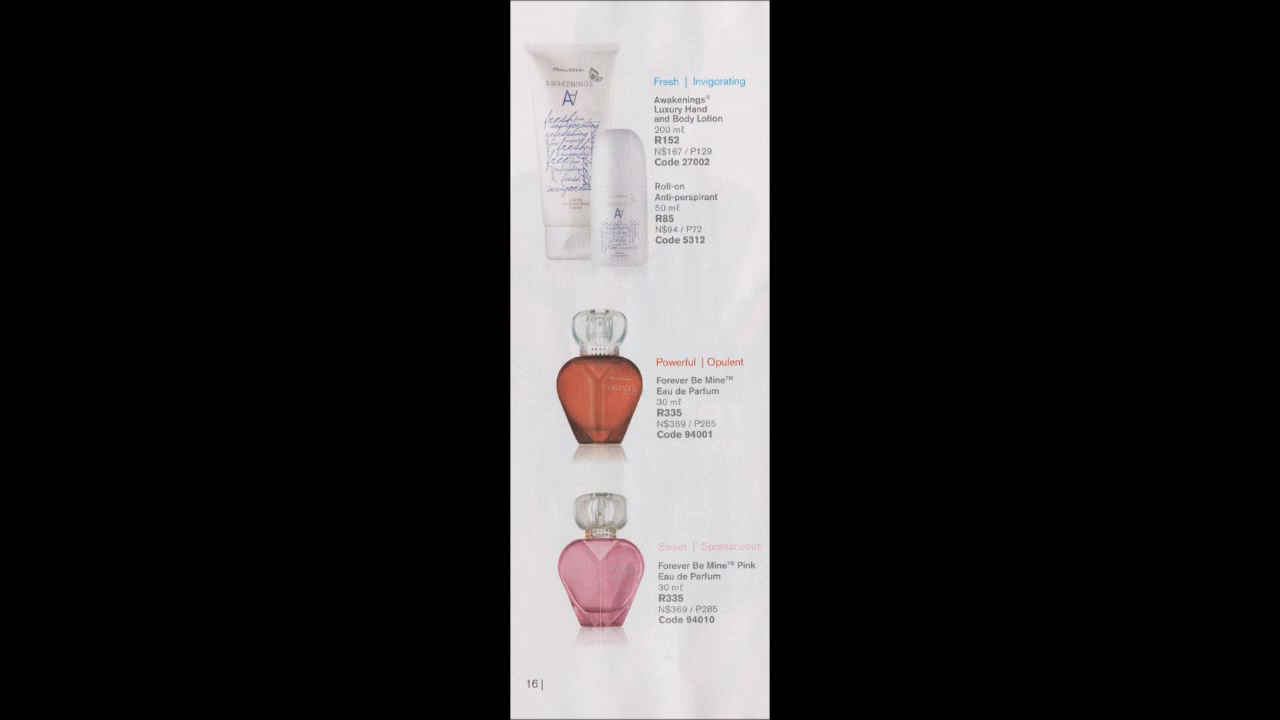 AWAKENINGS
Fresh | Invigorating
Awakenings®
Luxury Hand
and Body Lotion
200 mℓ
R152
N$167 / P129
Code 27002
Roll-on
Anti-perspirant
50 mℓ
R85
N$94 / P72
Code 5312
Powerful | Opulent
Forever Be Mine™
Eau de Parfum
30 mℓ
R335
N$369 / P285
Code 94001
FOREVER
Sweet | Spontaneous
Forever Be Mine™ Pink
Eau de Parfum
30 mℓ
R335
N$369 / P285
Code 94010
16 |